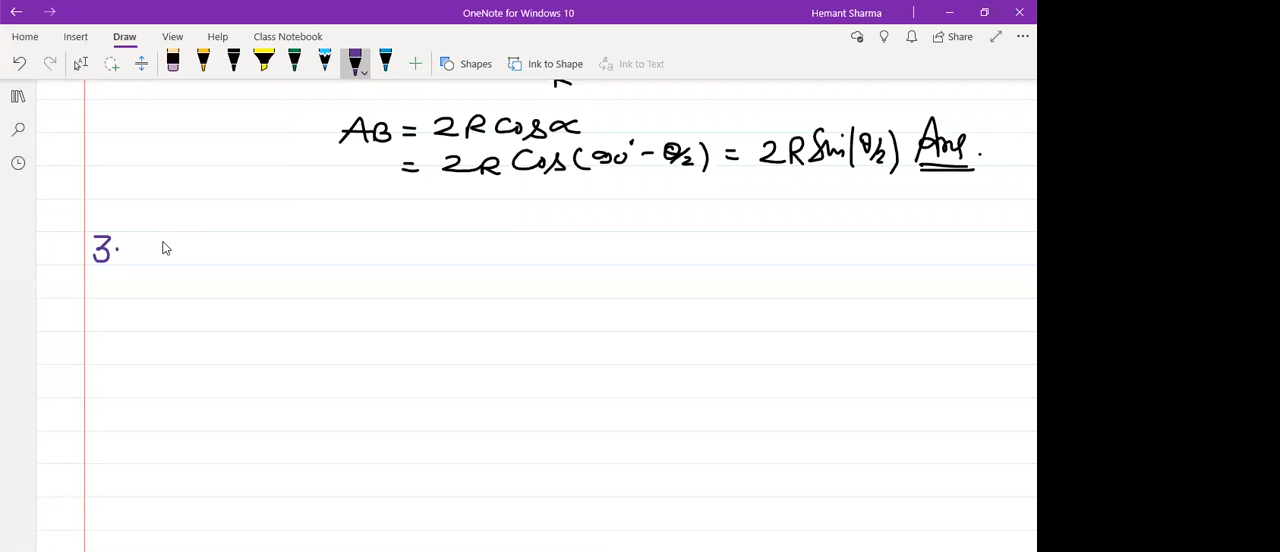 OneNote for Windows 10
Hemant Sharma
Home Insert Draw View Help Class Notebook
Share
Shapes Ink to Shape Ink to Text
AB = 2R Cos α
= 2R Cos(90° - θ/2) = 2R Sin(θ/2) Ans.
3.